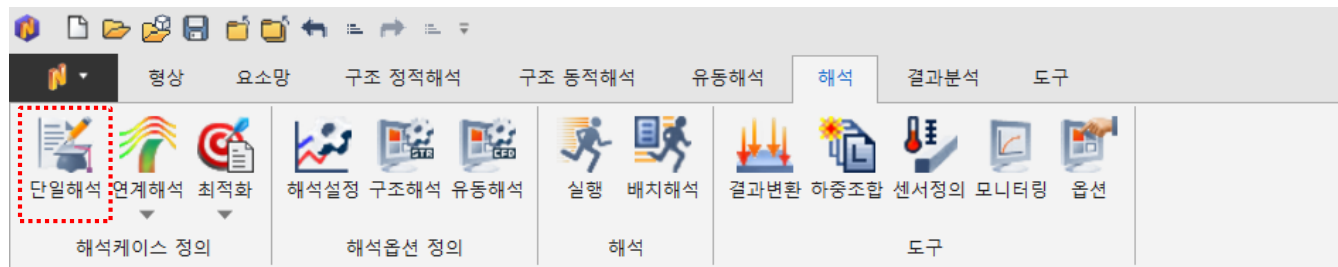 형상 요소망 구조 정적해석 구조 동적해석 유동해석 해석 결과분석 도구
STR CFD
단일해석 연계해석 최적화 해석설정 구조해석 유동해석 실행 배치해석 결과변환 하중조합 센서정의 모니터링 옵션
해석케이스 정의 해석옵션 정의 해석 도구